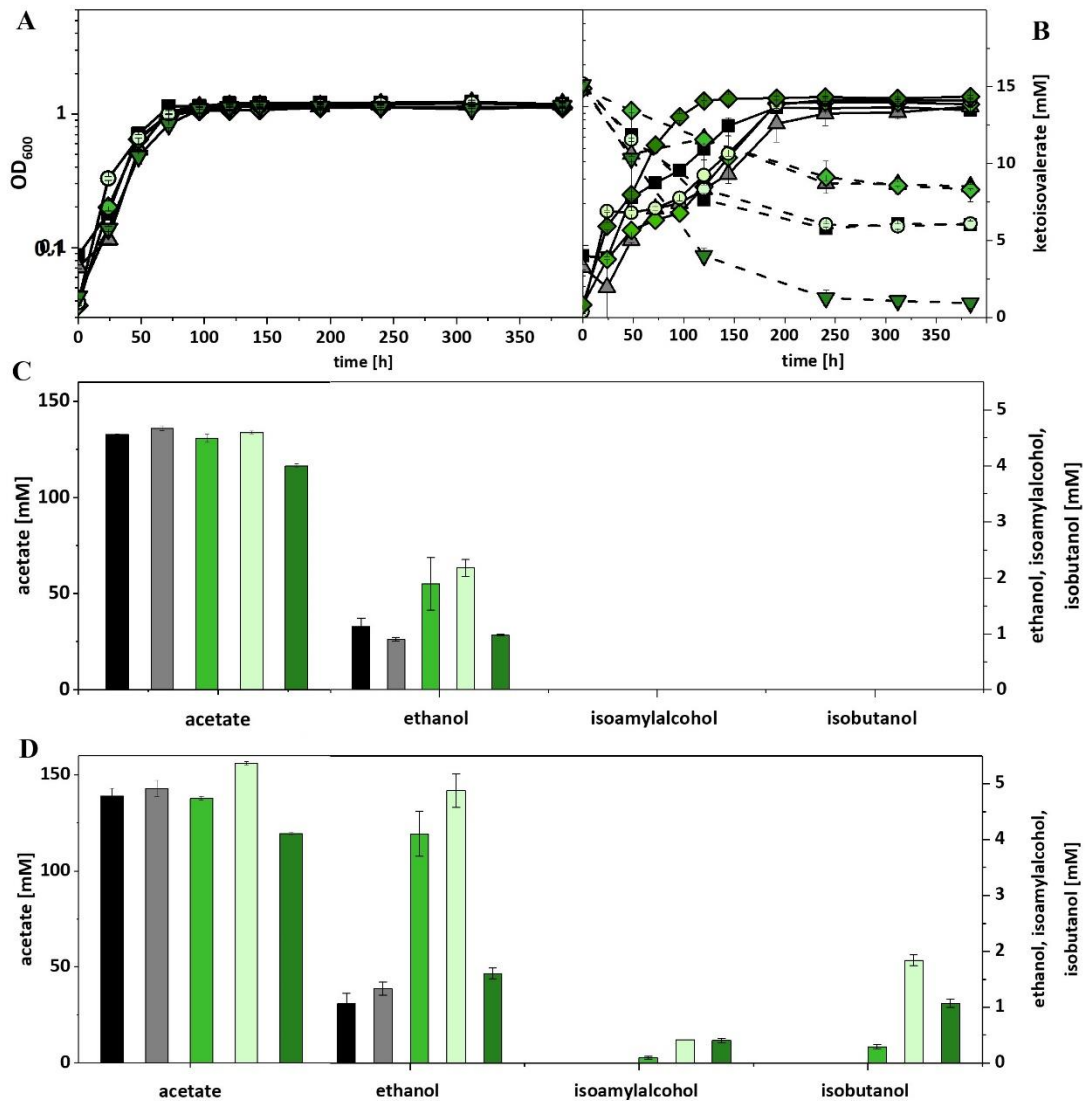 A
B
OD600
1
0.1
0,1
0 50 100 150 200 250 300 350
time [h]
15
10
5
0
ketoisovalerate [mM]
0 50 100 150 200 250 300 350
time [h]
C
acetate [mM]
150
100
50
0
5
4
3
2
1
0
ethanol, isoamylalcohol,
isobutanol [mM]
acetate ethanol isoamylalcohol isobutanol
D
acetate [mM]
150
100
50
0
5
4
3
2
1
0
ethanol, isoamylalcohol,
isobutanol [mM]
acetate ethanol isoamylalcohol isobutanol